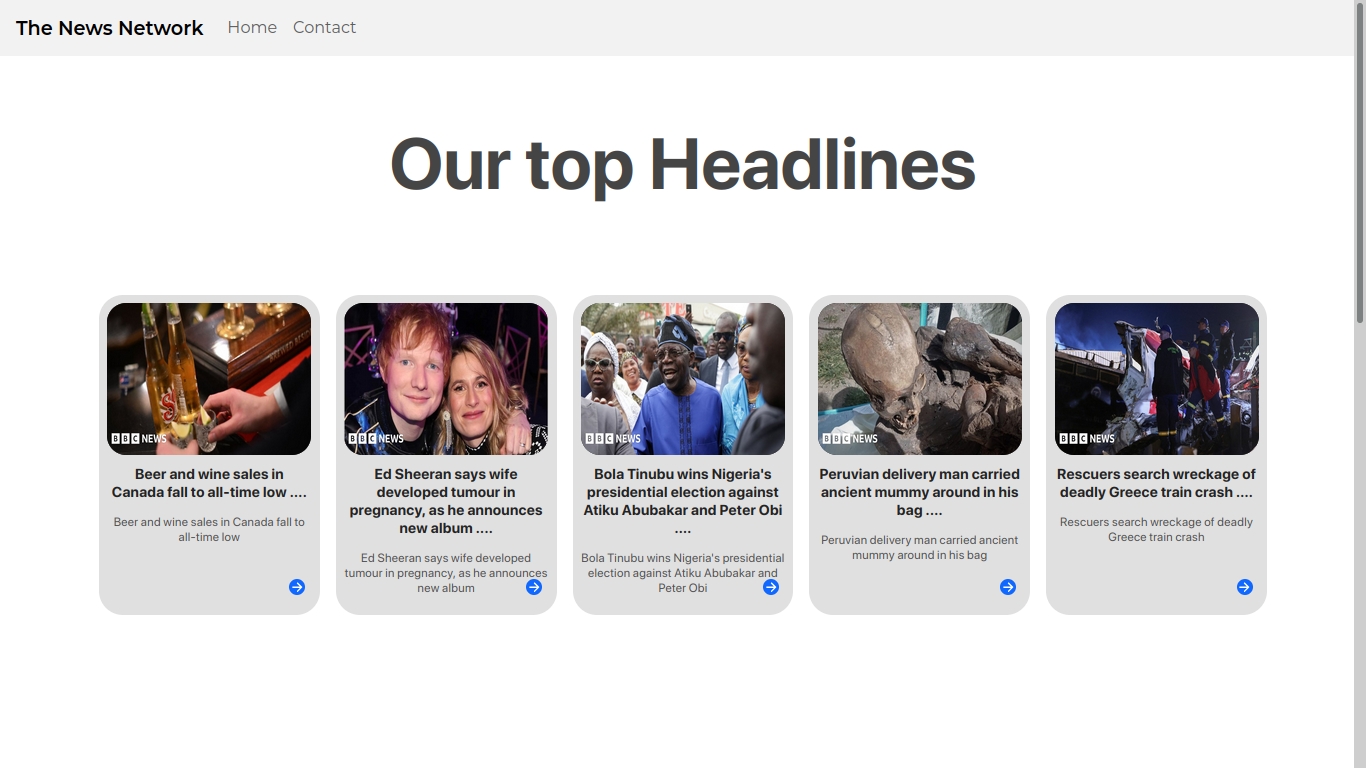 The News Network
Home
Contact
Our top Headlines
BBC NEWS
Beer and wine sales in
Canada fall to all-time low ....
Beer and wine sales in Canada fall to
all-time low
BBC NEWS
Ed Sheeran says wife
developed tumour in
pregnancy, as he announces
new album ....
Ed Sheeran says wife developed
tumour in pregnancy, as he announces
new album
BBC NEWS
Bola Tinubu wins Nigeria's
presidential election against
Atiku Abubakar and Peter Obi
....
Bola Tinubu wins Nigeria's presidential
election against Atiku Abubakar and
Peter Obi
BBC NEWS
Peruvian delivery man carried
ancient mummy around in his
bag ....
Peruvian delivery man carried ancient
mummy around in his bag
BBC NEWS
Rescuers search wreckage of
deadly Greece train crash ....
Rescuers search wreckage of deadly
Greece train crash